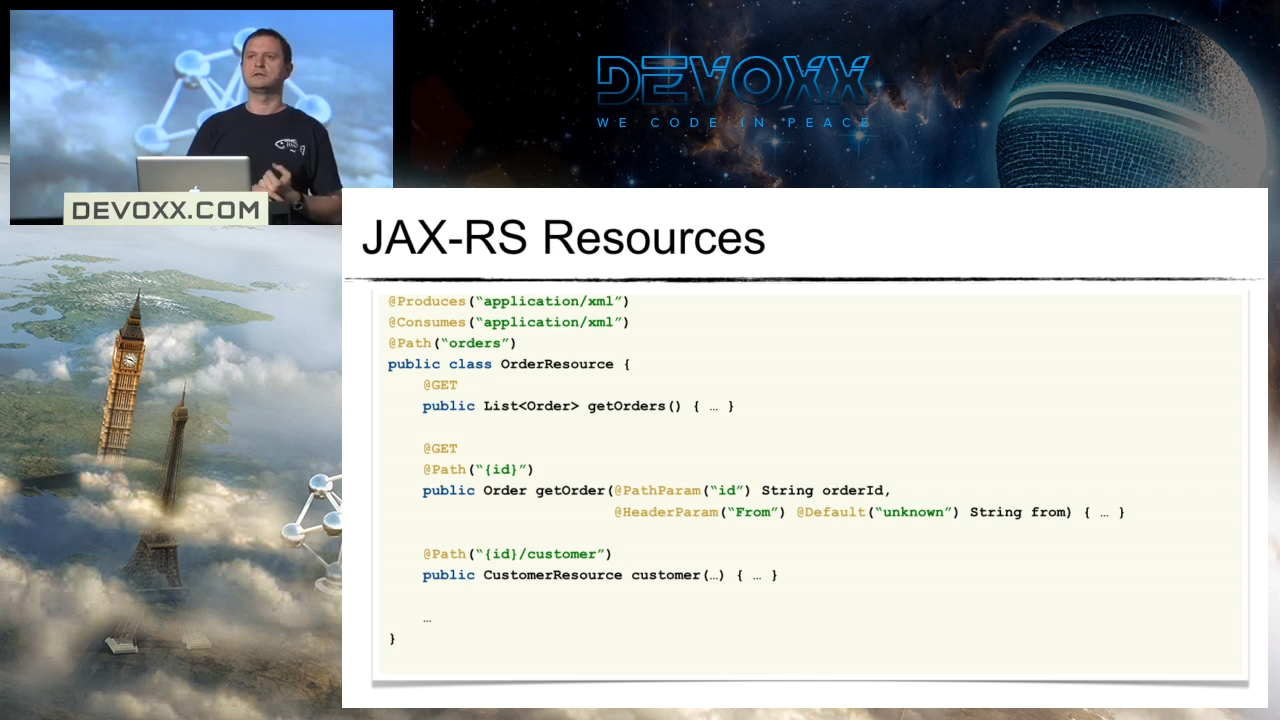 DEVOXX
WE CODE IN PEACE
DEVOXX.COM
JAX-RS Resources
@Produces(“application/xml”)
@Consumes(“application/xml”)
@Path(“orders”)
public class OrderResource {
    @GET
    public List<Order> getOrders() { … }
    @GET
    @Path(“{id}”)
    public Order getOrder(@PathParam(“id”) String orderId,
                          @HeaderParam(“From”) @Default(“unknown”) String from) { … }
    @Path(“{id}/customer”)
    public CustomerResource customer(…) { … }
    …
}